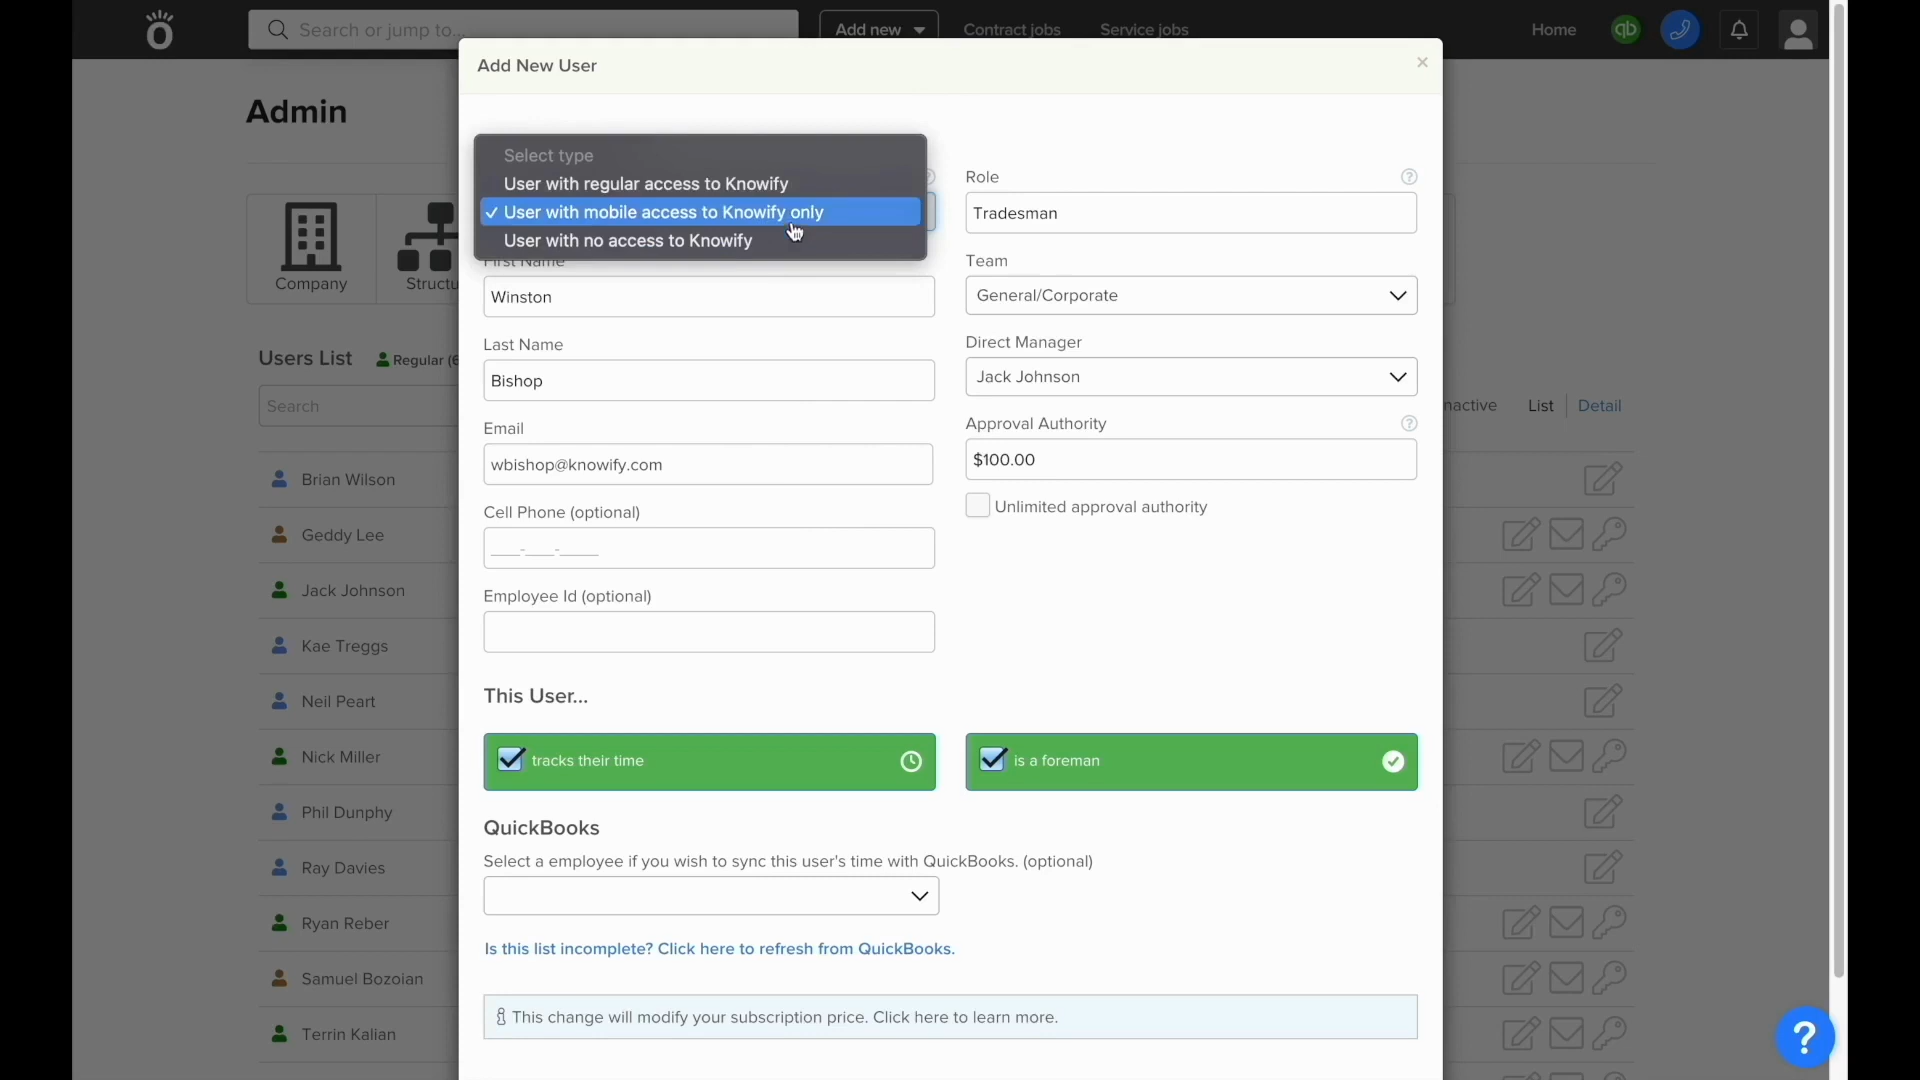 Search or jump to...
Add new
Contract jobs
Service jobs
Home
qb
Add New User
×
Admin
Select type
User with regular access to Knowify
✓ User with mobile access to Knowify only
User with no access to Knowify
Role
?
Tradesman
Company
First Name
Winston
Team
General/Corporate
Users List
Regular
Last Name
Bishop
Direct Manager
Jack Johnson
Search
List
Detail
Email
wbishop@knowify.com
Approval Authority
?
$100.00
Unlimited approval authority
Cell Phone (optional)
___-___-____
Employee Id (optional)
Brian Wilson
Geddy Lee
Jack Johnson
Kae Treggs
Neil Peart
Nick Miller
Phil Dunphy
Ray Davies
Ryan Reber
Samuel Bozoian
Terrin Kalian
This User...
tracks their time
is a foreman
QuickBooks
Select a employee if you wish to sync this user's time with QuickBooks. (optional)
Is this list incomplete? Click here to refresh from QuickBooks.
This change will modify your subscription price. Click here to learn more.
?